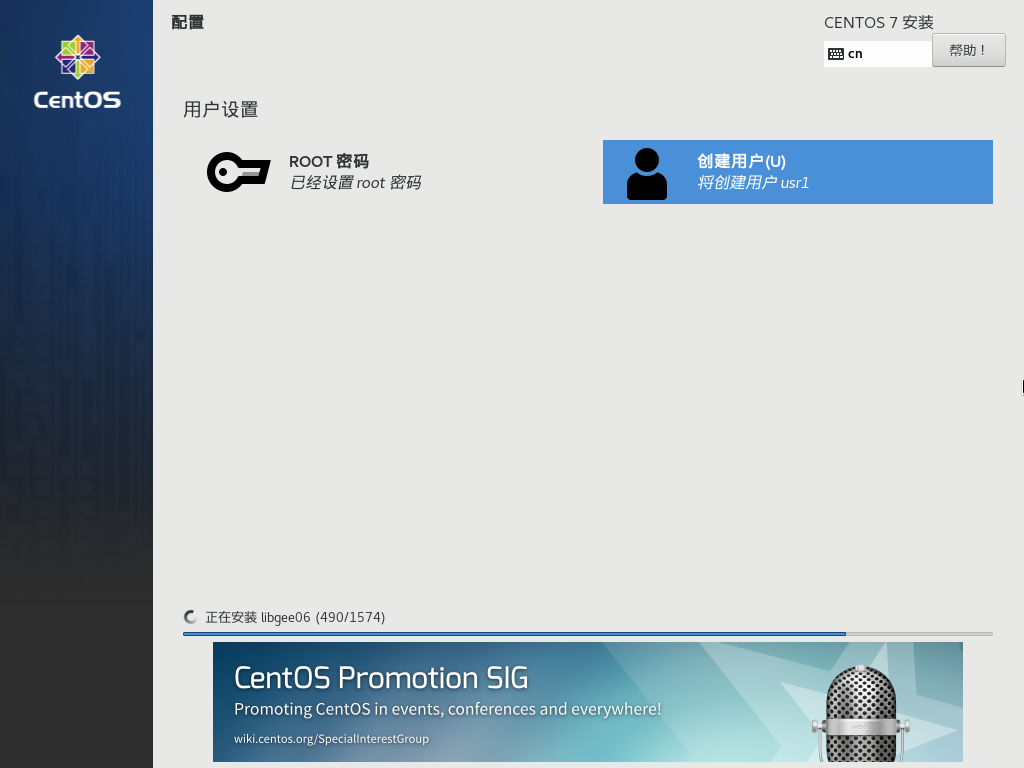 CentOS
配置
CENTOS 7 安装
cn
帮助！
用户设置
ROOT 密码
已经设置 root 密码
创建用户(U)
将创建用户 usr1
正在安装 libgee06 (490/1574)
CentOS Promotion SIG
Promoting CentOS in events, conferences and everywhere!
wiki.centos.org/SpecialInterestGroup